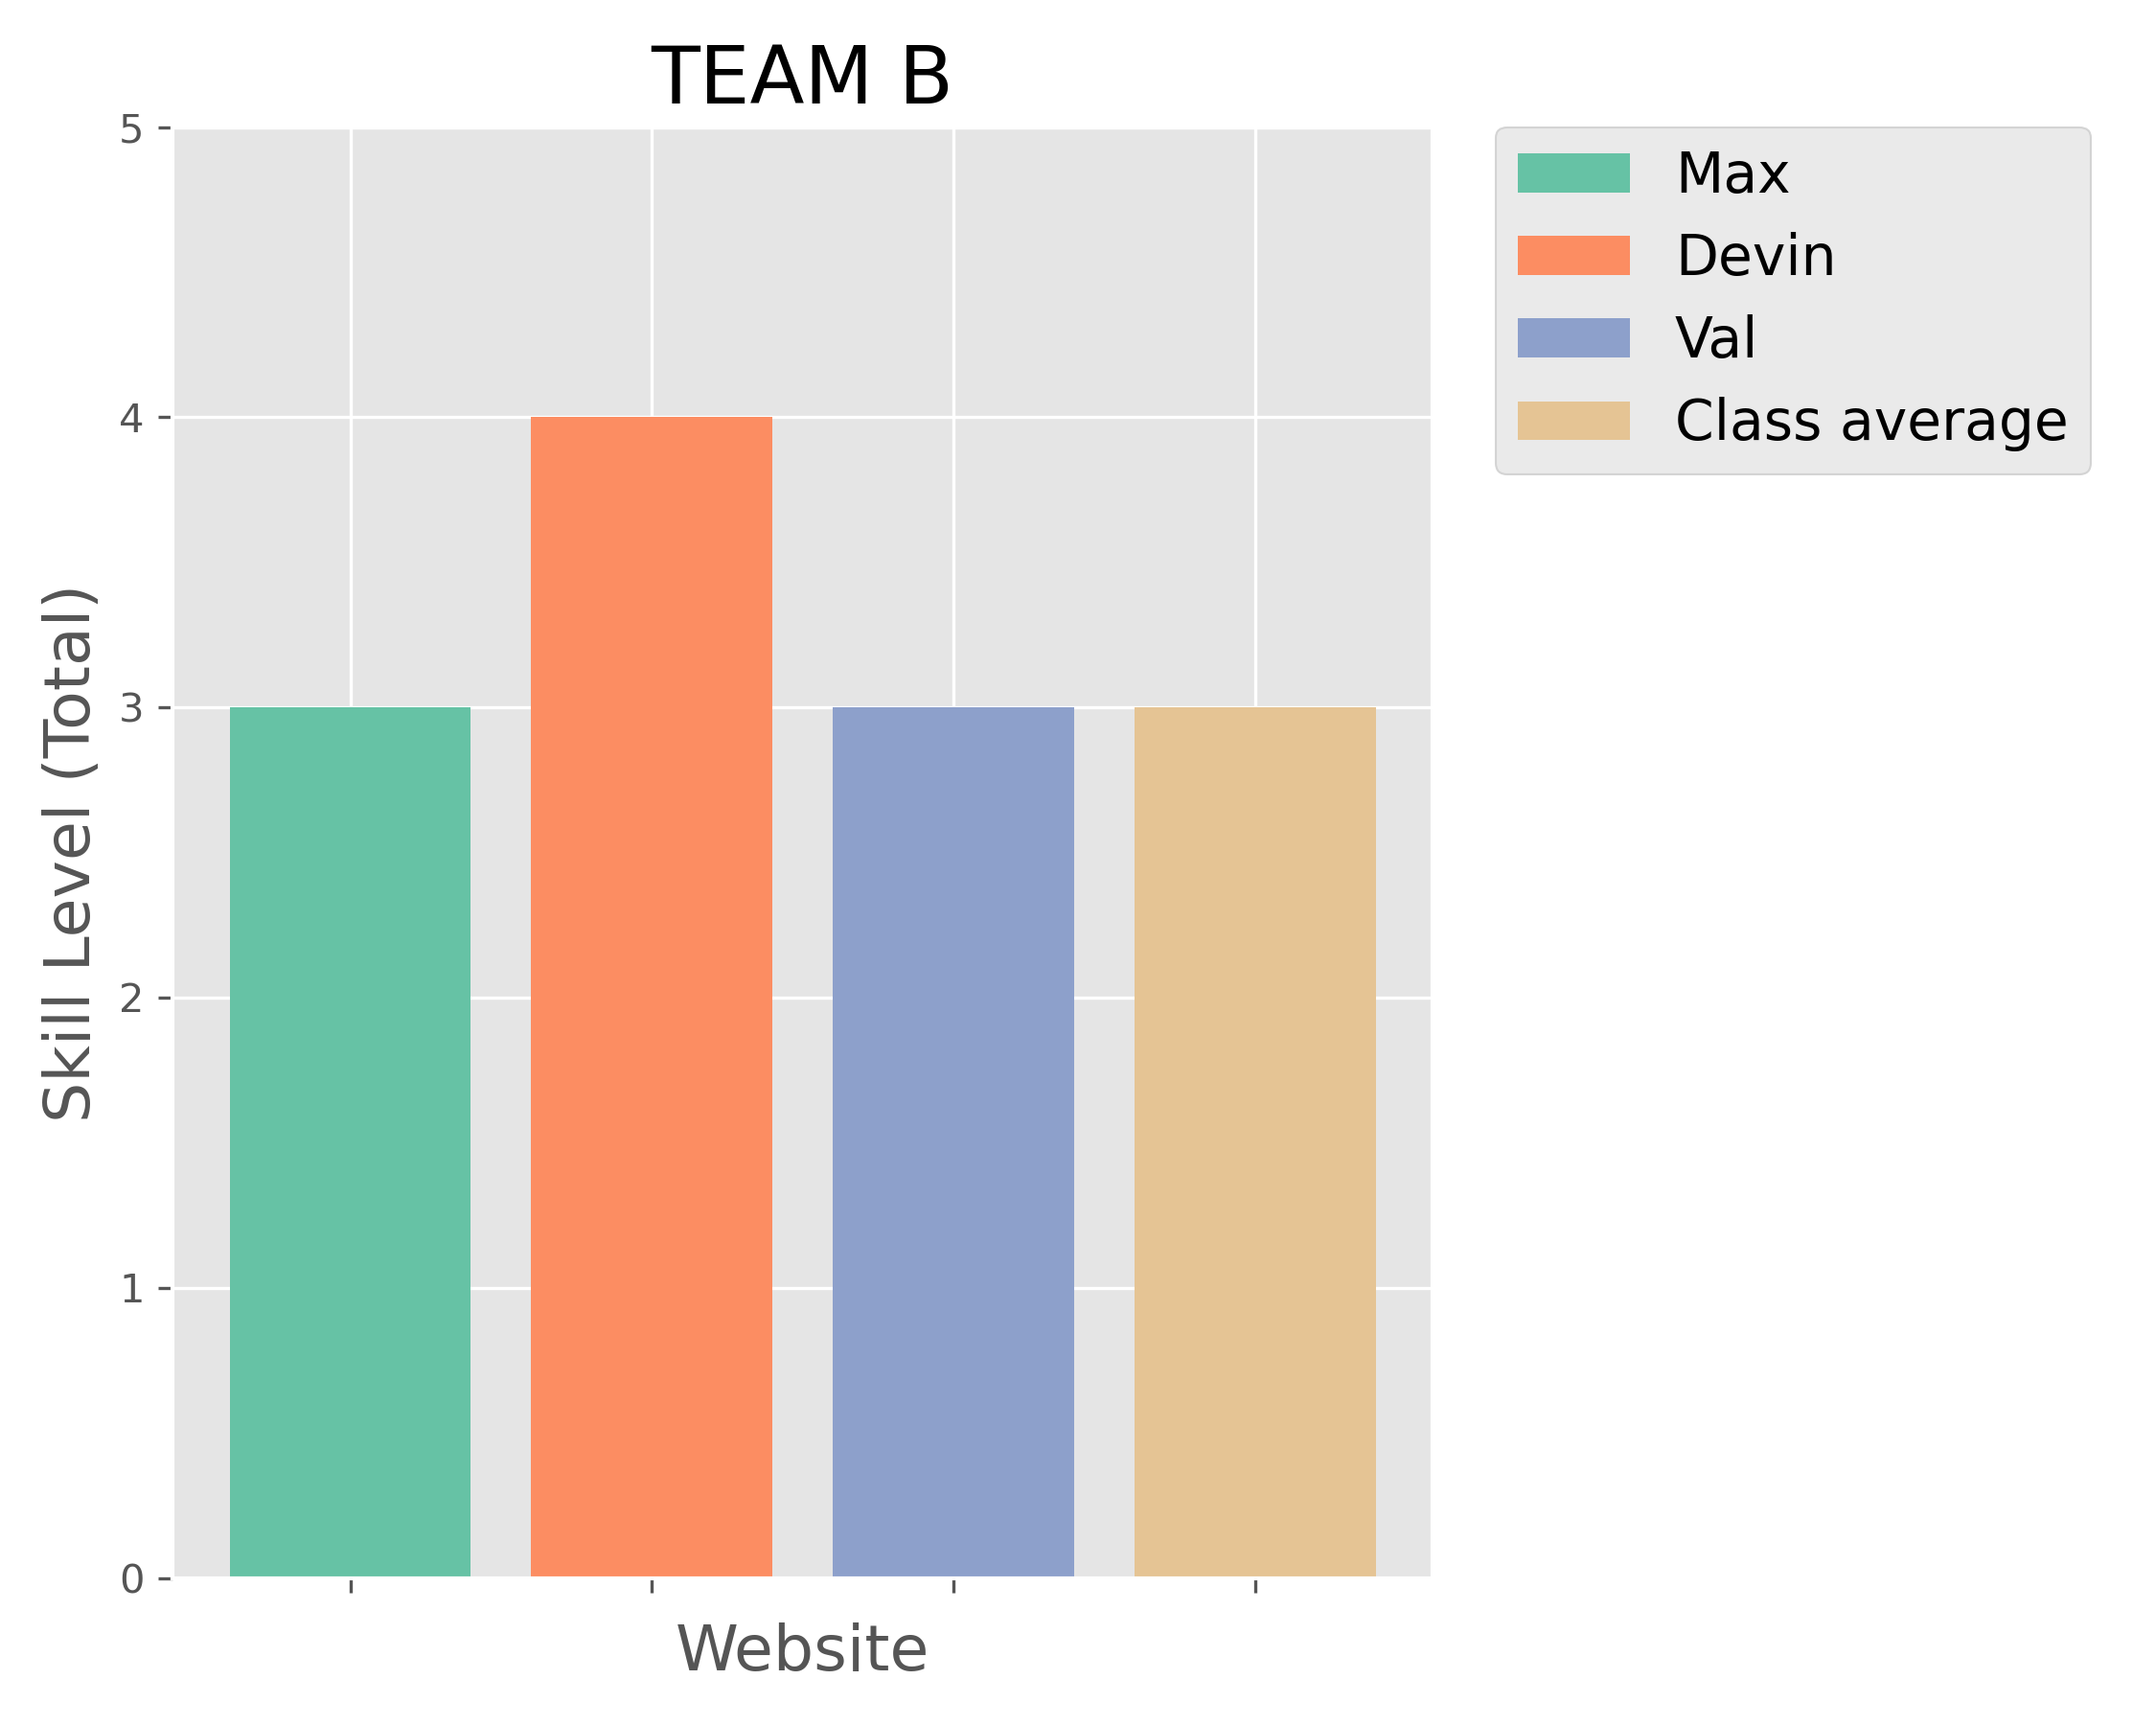 TEAM B
5
4
3
2
1
0
Skill Level (Total)
Website
Max
Devin
Val
Class average